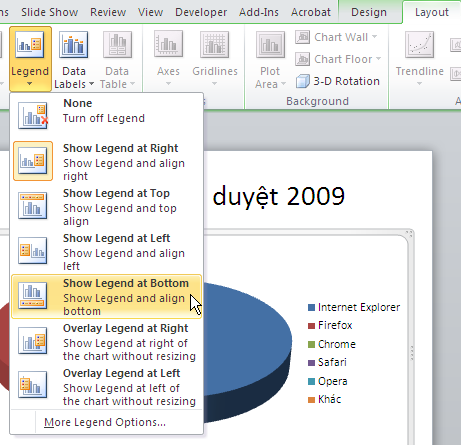 ns Slide Show Review View Developer Add-Ins Acrobat Design Layout
Legend
Data
Labels
Data
Table
Axes
Gridlines
Plot
Area
Chart Wall
Chart Floor
3-D Rotation
Trendline
s
Background
None
Turn off Legend
Show Legend at Right
Show Legend and align
right
Show Legend at Top
Show Legend and top
align
Show Legend at Left
Show Legend and align
left
Show Legend at Bottom
Show Legend and align
bottom
Overlay Legend at Right
Show Legend at right of
the chart without resizing
Overlay Legend at Left
Show Legend at left of
the chart without resizing
More Legend Options...
duyệt 2009
Internet Explorer
Firefox
Chrome
Safari
Opera
Khác